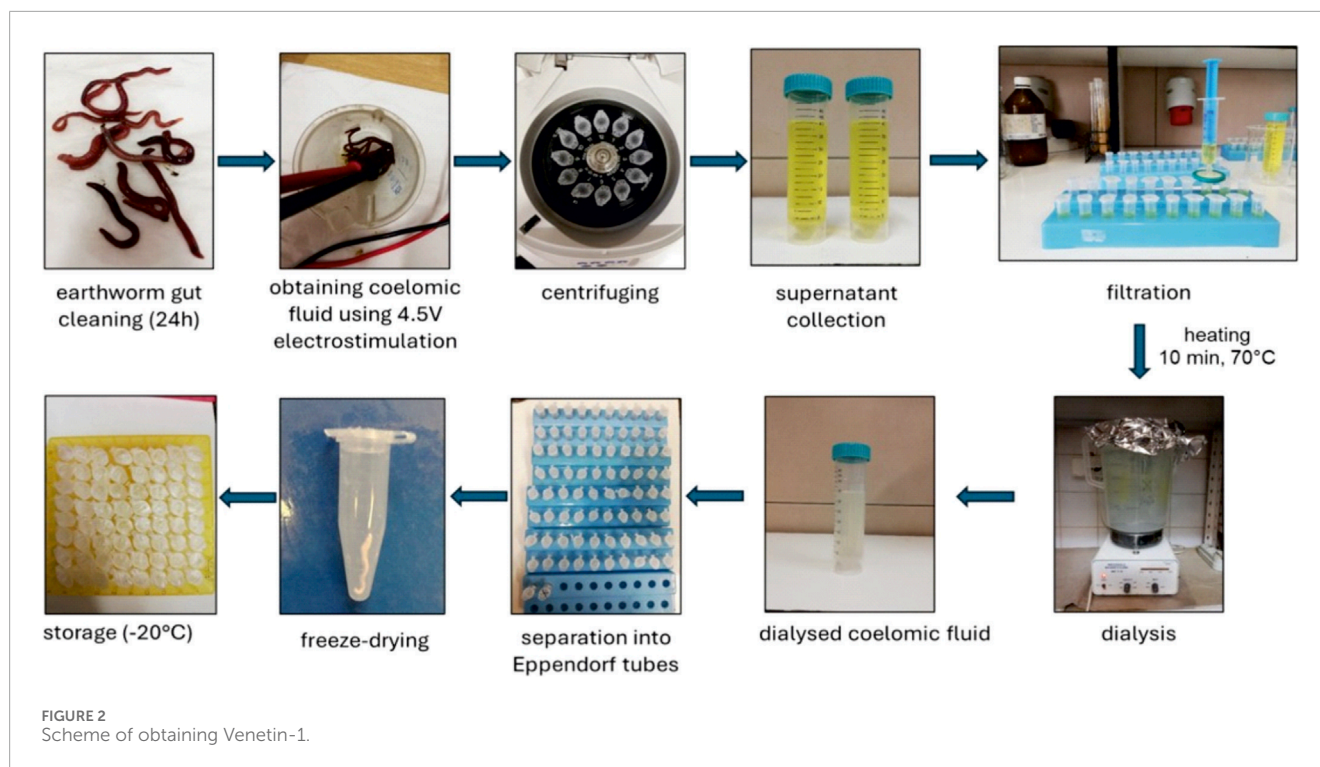 earthworm gut
cleaning (24h)
obtaining coelomic
fluid using 4.5V
electrostimulation
centrifuging
supernatant
collection
filtration
heating
10 min, 70°C
dialysis
dialysed coelomic fluid
separation into
Eppendorf tubes
freeze-drying
storage (-20°C)
FIGURE 2
Scheme of obtaining Venetin-1.